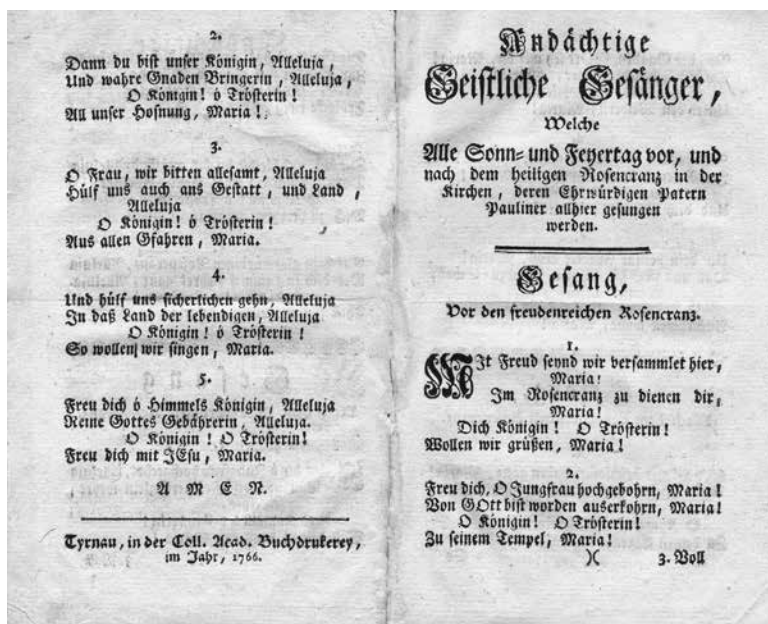 2.
Dann du bist unser Königin, Alleluja,
Und wahre Gnaden Bringerin, Alleluja,
O Königin! ó Trösterin!
All unser Hofnung, Maria!
3.
O Frau, wir bitten allesamt, Alleluja
Hülf uns auch ans Gestatt, und Land,
Alleluja
O Königin! ó Trösterin!
Aus allen Gfahren, Maria.
4.
Und hülf uns sicherlichen gehn, Alleluja
In daß Land der lebendigen, Alleluja
O Königin! ó Trösterin!
So wollen wir singen, Maria.
5.
Freu dich ó Himmels Königin, Alleluja
Reine Gottes Gebährerin, Alleluja.
O Königin! O Trösterin!
Freu dich mit JEsu, Maria.
A M E N.
Tyrnau, in der Coll. Acad. Buchdrukerey,
im Jahr, 1766.
Andächtige
Geistliche Gesänger,
Welche
Alle Sonn- und Feyertag vor, und
nach dem heiligen Rosencranz in der
Kirchen, deren Ehrwürdigen Patern
Pauliner allhier gesungen
werden.
Gesang,
Vor den freudenreichen Rosencranz.
1.
MIt Freud seynd wir versammlet hier,
Maria!
Im Rosencranz zu dienen dir,
Maria!
Dich Königin! O Trösterin!
Wollen wir grüßen, Maria!
2.
Freu dich, O Jungfrau hochgebohrn, Maria!
Von GOtt bist worden außerkohrn, Maria!
O Königin! O Trösterin!
Zu seinem Tempel, Maria!
)( 3. Voll